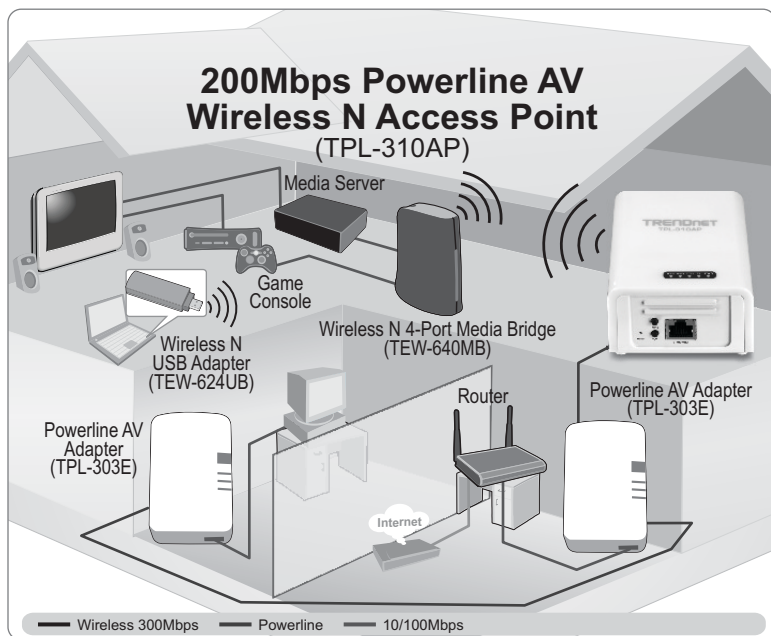 200Mbps Powerline AV
Wireless N Access Point
(TPL-310AP)
Media Server
TRENDnet
TPL-310AP
Game
Console
Wireless N 4-Port Media Bridge
(TEW-640MB)
Wireless N
USB Adapter
(TEW-624UB)
Router
Powerline AV Adapter
(TPL-303E)
Powerline AV
Adapter
(TPL-303E)
Internet
Wireless 300Mbps
Powerline
10/100Mbps